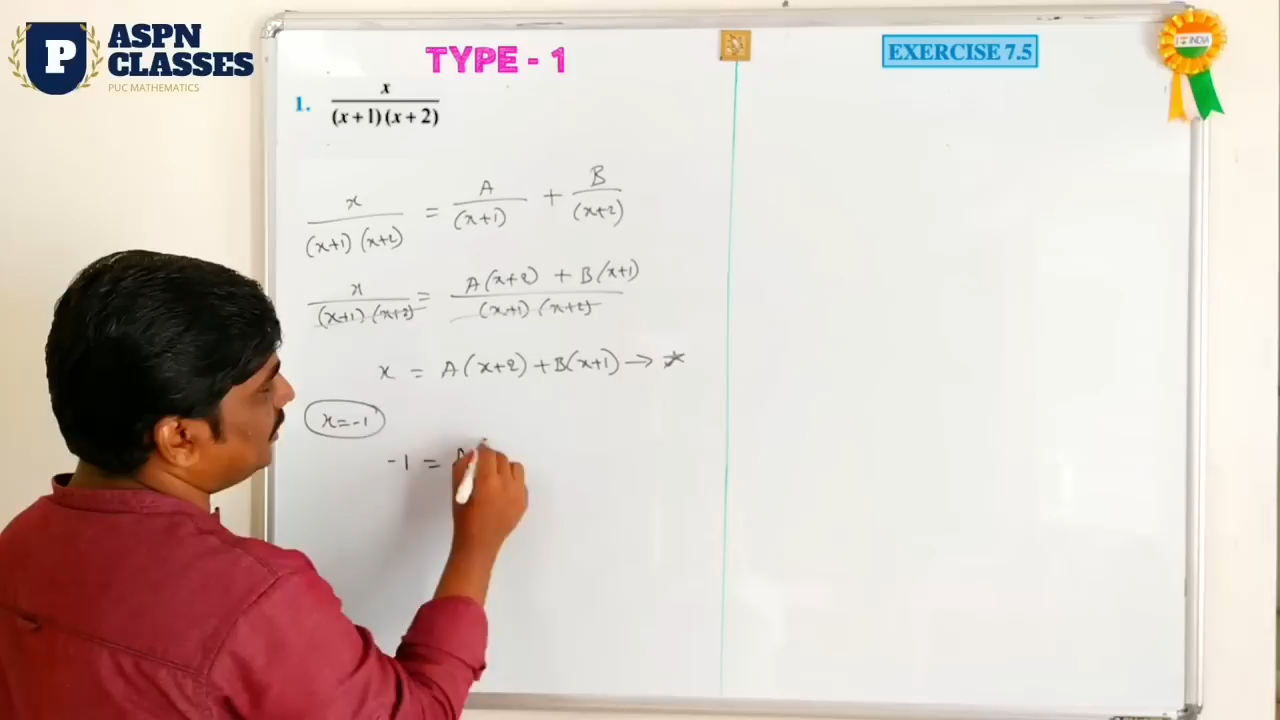 P ASPN CLASSES
PUC MATHEMATICS
TYPE - 1
EXERCISE 7.5
I INDIA
1. x / (x + 1) (x + 2)
x / (x+1) (x+2) = A / (x+1) + B / (x+2)
x / (x+1) (x+2) = A(x+2) + B(x+1) / (x+1) (x+2)
x = A(x+2) + B(x+1) → *
x = -1
-1 = A